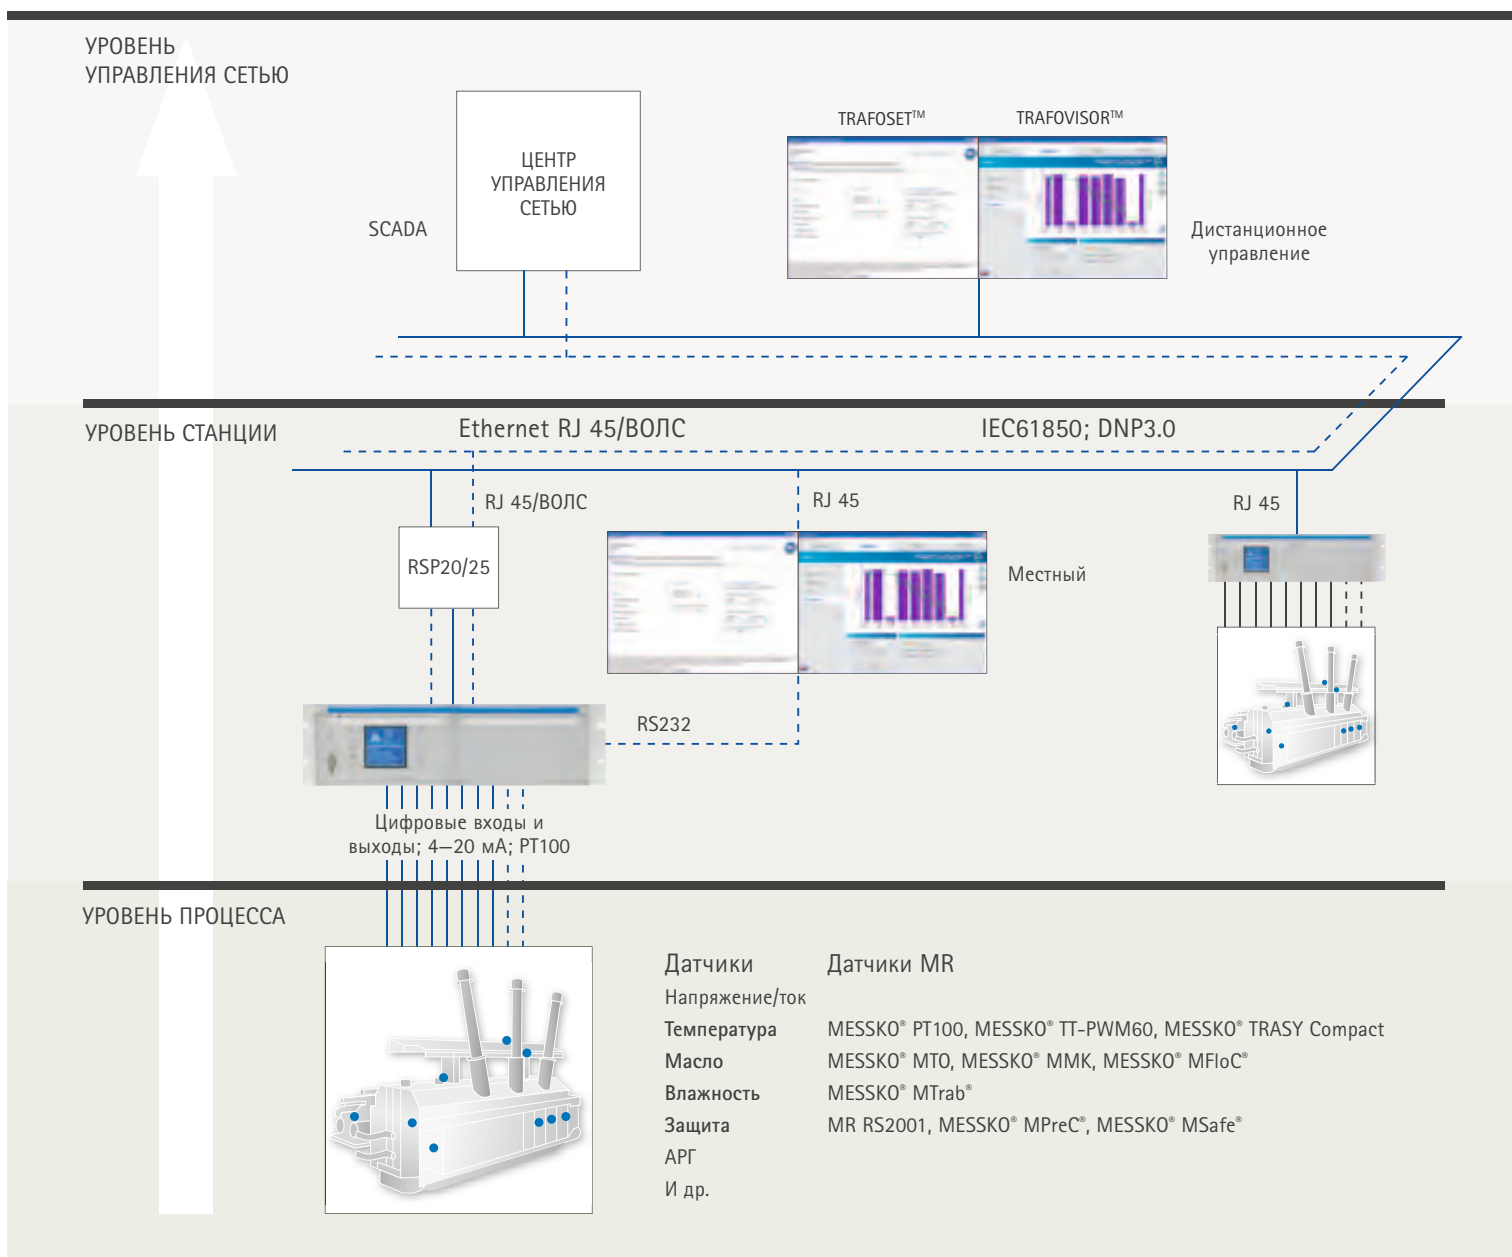 УРОВЕНЬ
УПРАВЛЕНИЯ СЕТЬЮ
TRAFOSET™
TRAFOVISOR™
ЦЕНТР
УПРАВЛЕНИЯ
СЕТЬЮ
SCADA
Дистанционное
управление
УРОВЕНЬ СТАНЦИИ
Ethernet RJ 45/ВОЛС
IEC61850; DNP3.0
RJ 45/ВОЛС
RJ 45
RJ 45
RSP20/25
Местный
RS232
Цифровые входы и
выходы; 4—20 мА; PT100
УРОВЕНЬ ПРОЦЕССА
Датчики Датчики MR
Напряжение/ток
Температура MESSKO® PT100, MESSKO® TT-PWM60, MESSKO® TRASY Compact
Масло MESSKO® MTO, MESSKO® MMK, MESSKO® MFloC®
Влажность MESSKO® MTrab®
Защита MR RS2001, MESSKO® MPreC®, MESSKO® MSafe®
АРГ
И др.